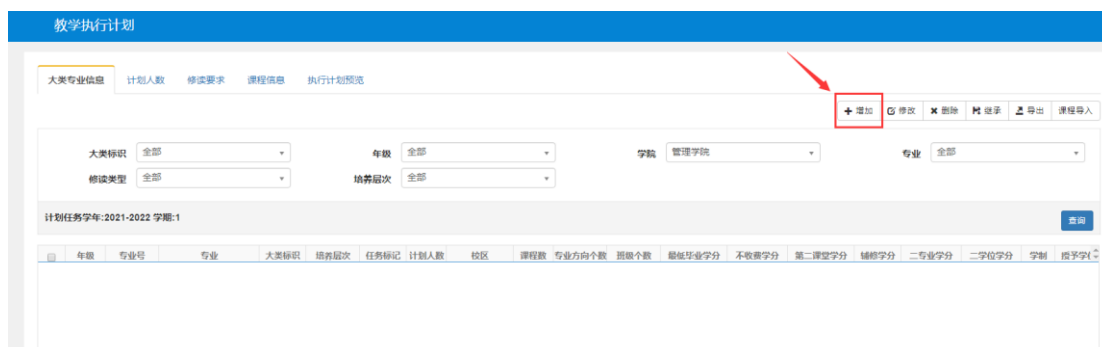 教学执行计划
大类专业信息 计划人数 修读要求 课程信息 执行计划预览
增加 修改 删除 继承 导出 课程导入
大类标识 全部 年级 全部 学院 管理学院 专业 全部
修读类型 全部 培养层次 全部
计划任务学年:2021-2022 学期:1 查询
年级 专业号 专业 大类标识 培养层次 任务标记 计划人数 校区 课程数 专业方向个数 班级个数 最低毕业学分 不收费学分 第二课堂学分 辅修学分 二专业学分 二学位学分 学制 授予学